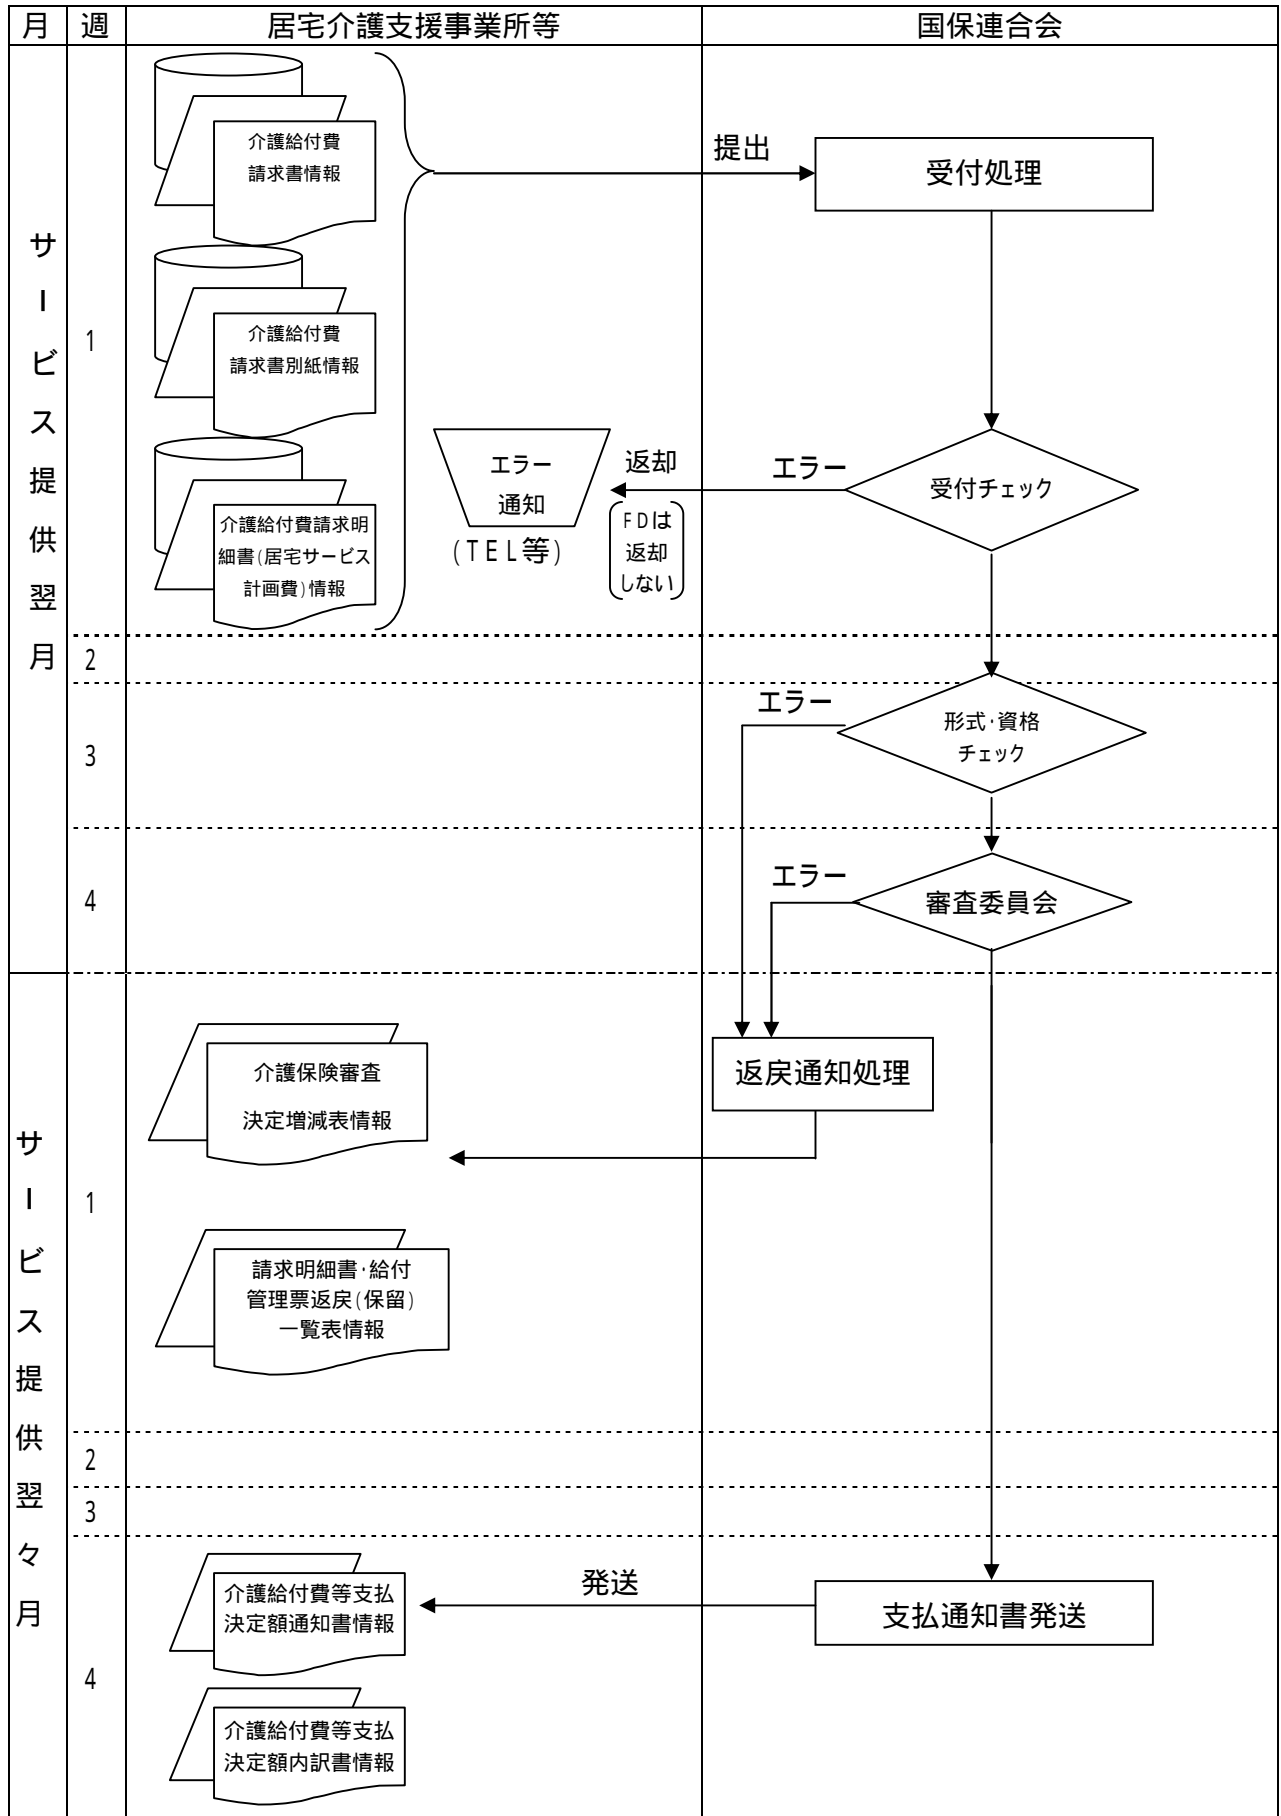 月 週 居宅介護支援事業所等 国保連合会
サービス提供翌月
1
介護給付費
請求書情報
提出
受付処理
介護給付費
請求書別紙情報
介護給付費請求明
細書(居宅サービス
計画費)情報
エラー
通知
(TEL等)
返却
FDは
返却
しない
エラー
受付チェック
2
3
エラー
形式・資格
チェック
4
エラー
審査委員会
サービス提供翌々月
1
介護保険審査
決定増減表情報
返戻通知処理
請求明細書・給付
管理票返戻(保留)
一覧表情報
2
3
4
介護給付費等支払
決定額通知書情報
発送
支払通知書発送
介護給付費等支払
決定額内訳書情報